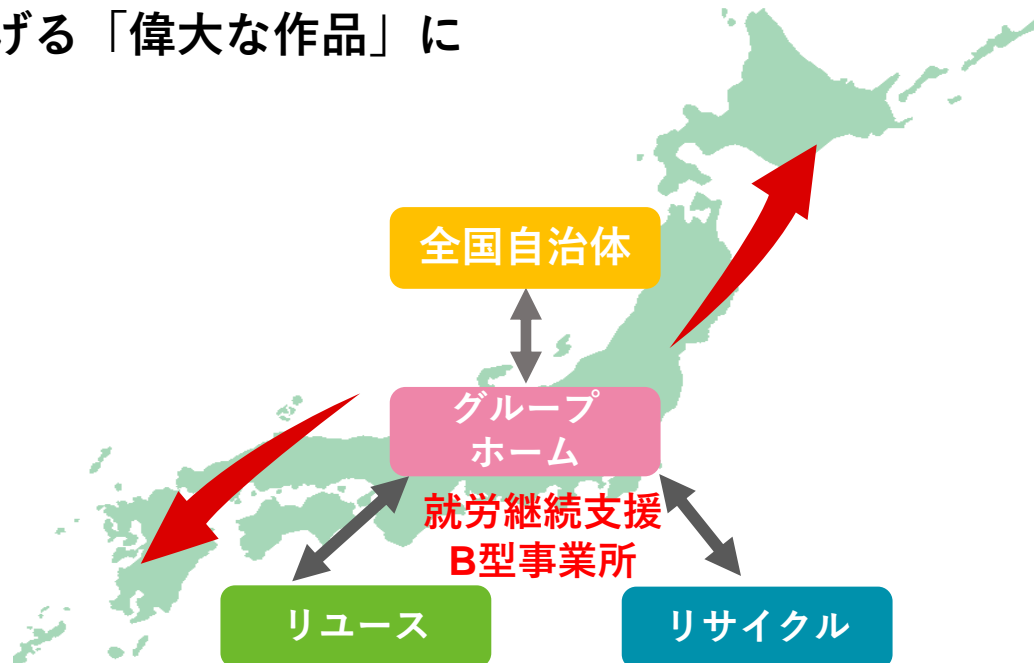 げる「偉大な作品」に
全国自治体
グループ
ホーム
就労継続支援
B型事業所
リユース
リサイクル